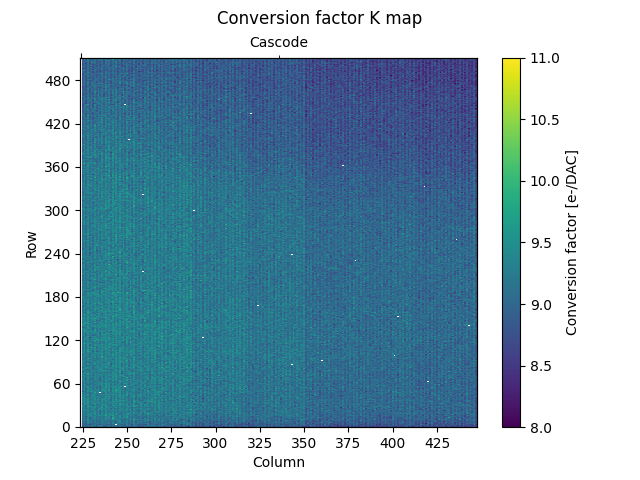 Conversion factor K map
Cascode
480
420
360
300
240
180
120
60
0
Row
225 250 275 300 325 350 375 400 425
Column
11.0
10.5
10.0
9.5
9.0
8.5
8.0
Conversion factor [e-/DAC]